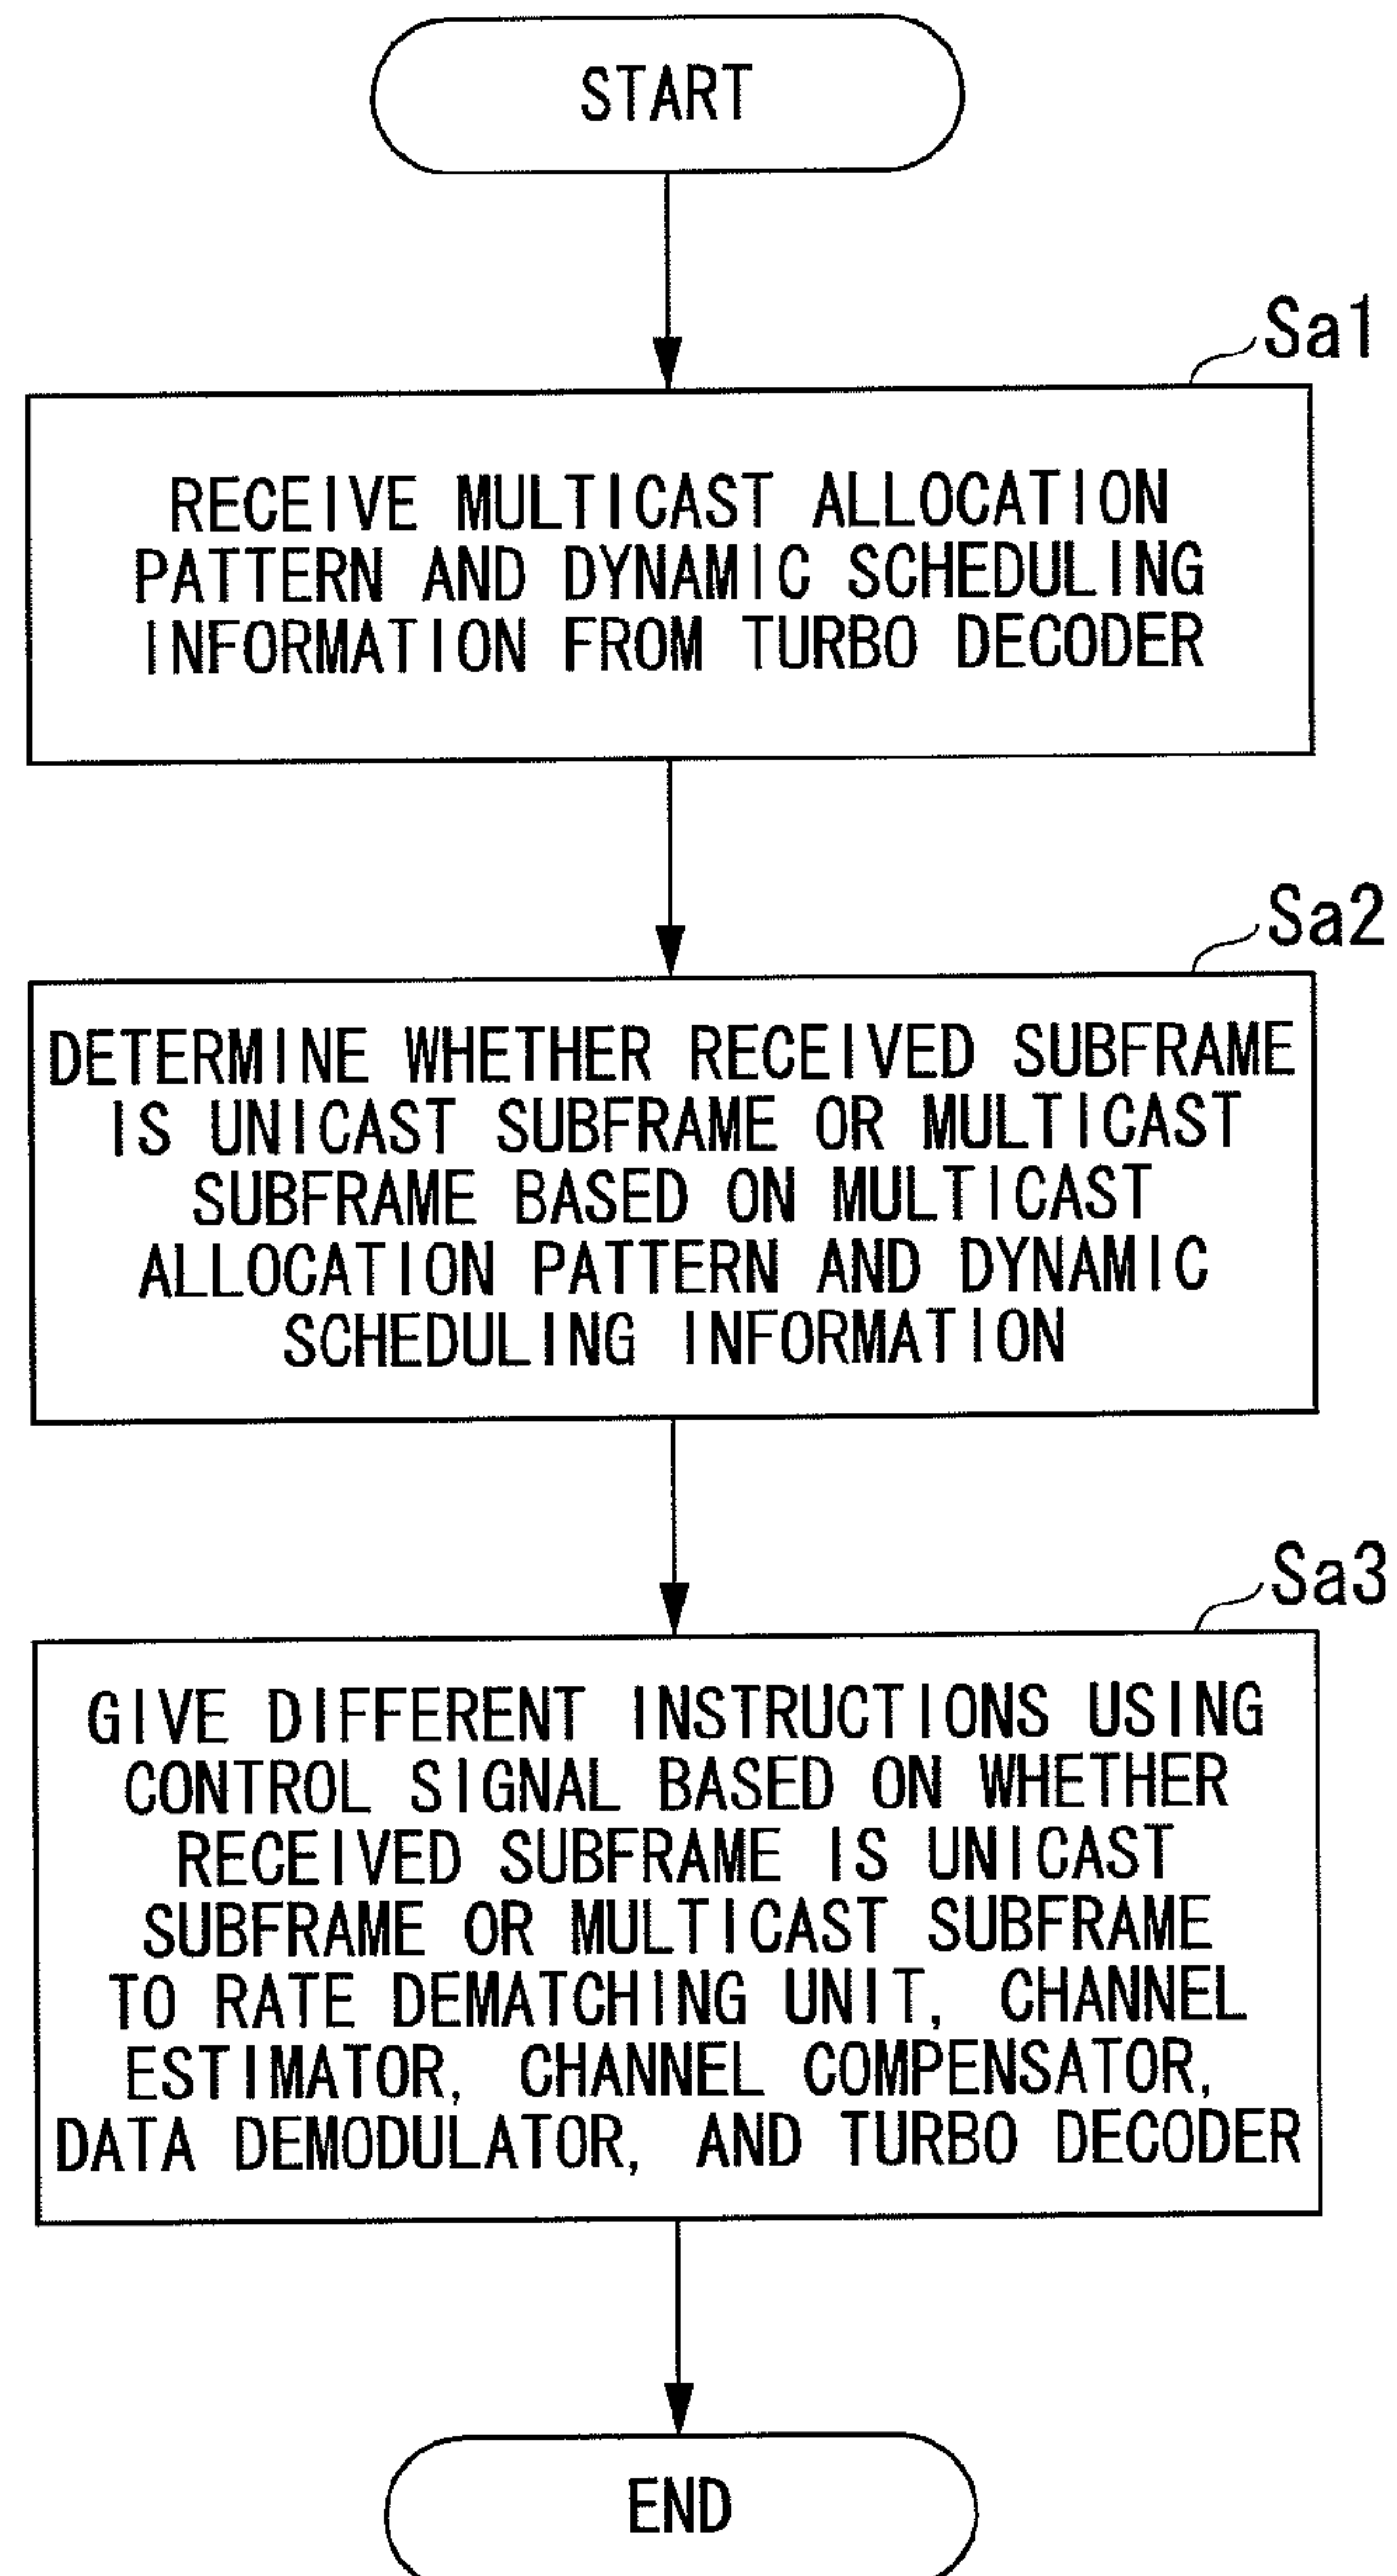 START
Sa1
RECEIVE MULTICAST ALLOCATION
PATTERN AND DYNAMIC SCHEDULING
INFORMATION FROM TURBO DECODER
Sa2
DETERMINE WHETHER RECEIVED SUBFRAME
IS UNICAST SUBFRAME OR MULTICAST
SUBFRAME BASED ON MULTICAST
ALLOCATION PATTERN AND DYNAMIC
SCHEDULING INFORMATION
Sa3
GIVE DIFFERENT INSTRUCTIONS USING
CONTROL SIGNAL BASED ON WHETHER
RECEIVED SUBFRAME IS UNICAST
SUBFRAME OR MULTICAST SUBFRAME
TO RATE DEMATCHING UNIT, CHANNEL
ESTIMATOR, CHANNEL COMPENSATOR,
DATA DEMODULATOR, AND TURBO DECODER
END